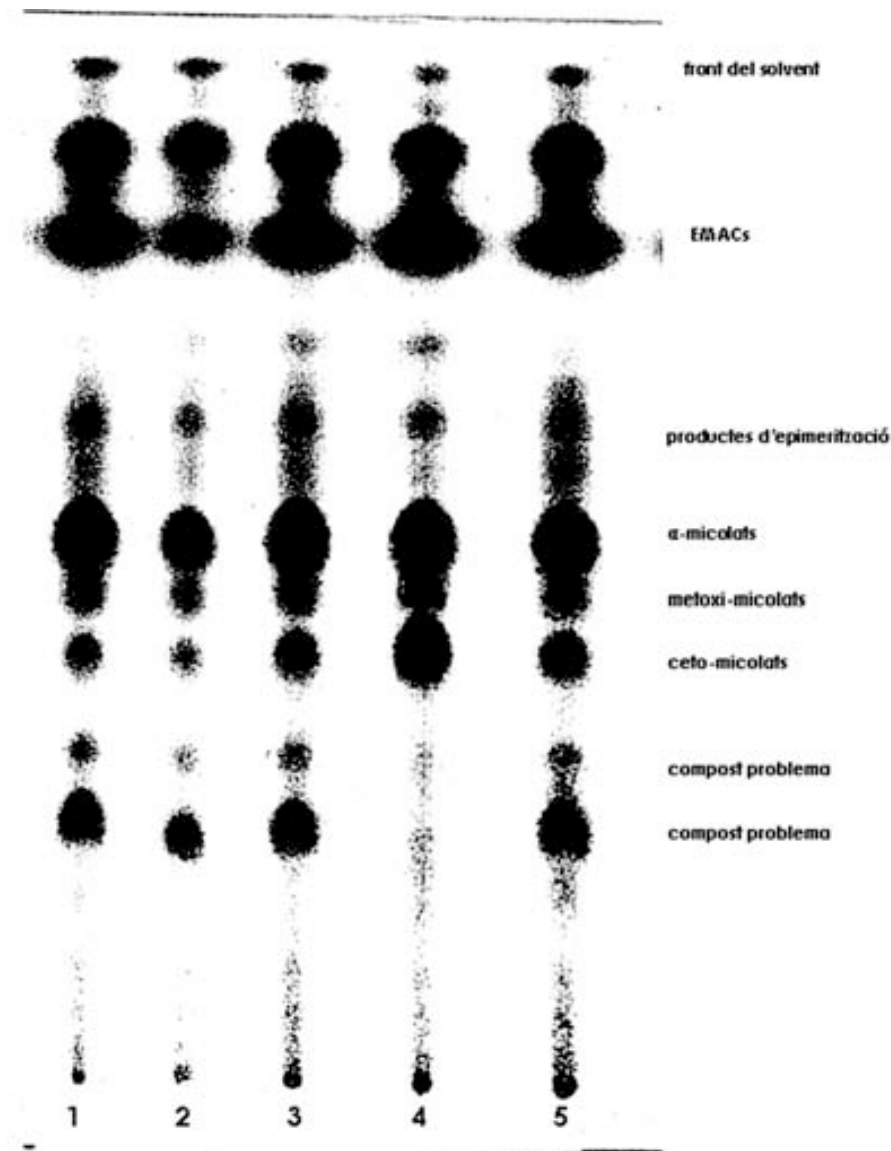 front del solvent
EMACs
productes d'epimerització
α-micolats
metoxi-micolats
ceto-micolats
compost problema
compost problema
1 2 3 4 5